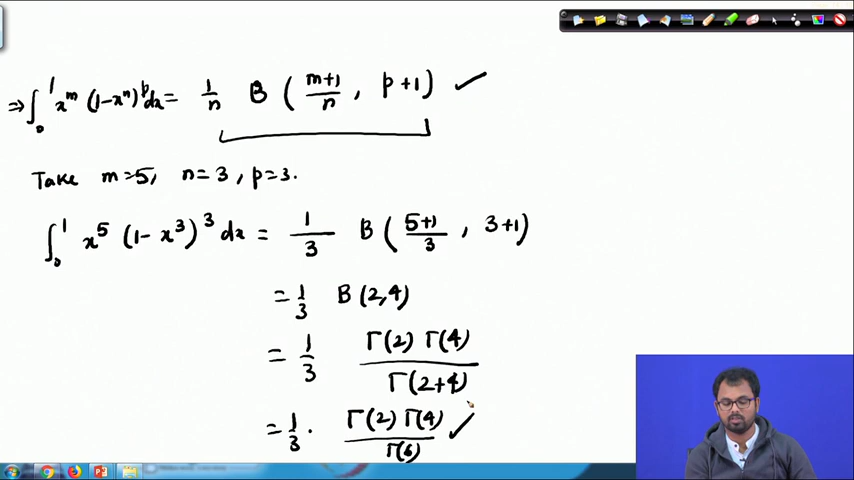 ⇒ ∫₀¹ xᵐ (1-xⁿ)ᵖ dx = 1/n B ( (m+1)/n , p+1 ) ✓
Take m=5, n=3, p=3.
∫₀¹ x⁵ (1-x³)³ dx = 1/3 B ( (5+1)/3 , 3+1 )
= 1/3 B(2,4)
= 1/3 Γ(2) Γ(4) / Γ(2+4)
= 1/3 · Γ(2) Γ(4) / Γ(6) ✓